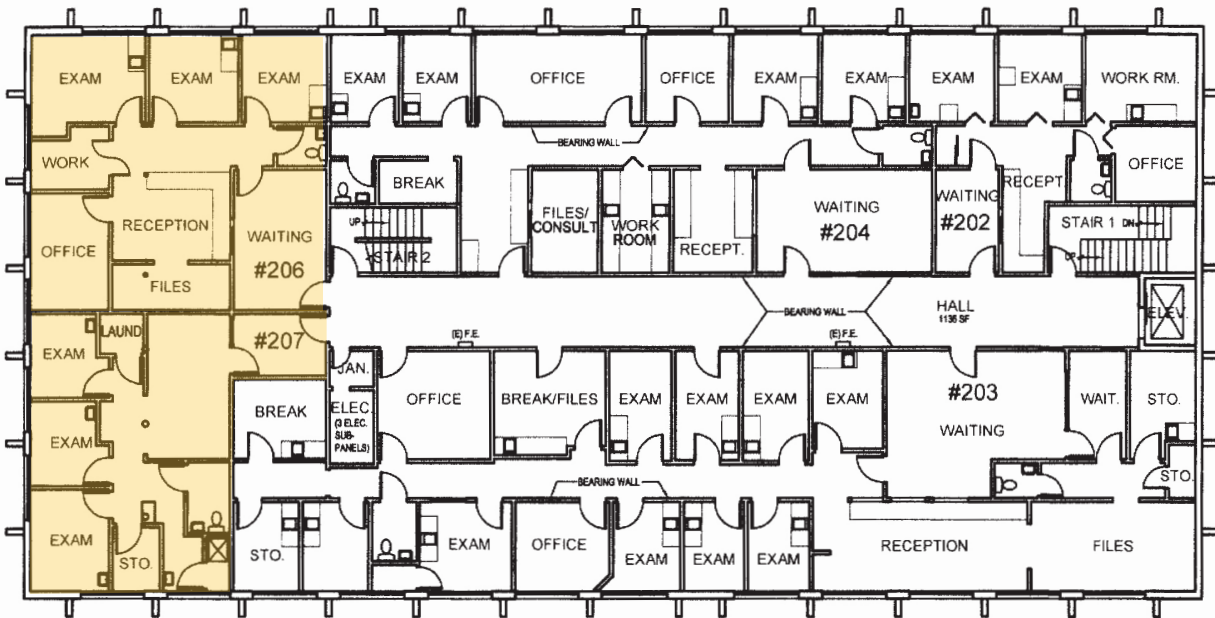 EXAM
EXAM
EXAM
EXAM
EXAM
OFFICE
OFFICE
EXAM
EXAM
EXAM
EXAM
WORK RM.
BEARING WALL
WORK
BREAK
OFFICE
RECEPTION
WAITING
#206
OFFICE
FILES
UP
STAIR 2
FILES/
CONSULT
WORK
ROOM
RECEPT.
WAITING
#204
WAITING
#202
RECEPT
STAIR 1 DN
UP
HALL
1135 SF
BEARING WALL
ELEV.
(E) F.E.
(E) F.E.
LAUND
#207
EXAM
JAN.
ELEC.
(3 ELEC.
SUB-
PANELS)
BREAK
OFFICE
BREAK/FILES
EXAM
EXAM
EXAM
EXAM
#203
WAITING
WAIT.
STO.
EXAM
STO.
BEARING WALL
EXAM
STO.
STO.
EXAM
OFFICE
EXAM
EXAM
EXAM
RECEPTION
FILES